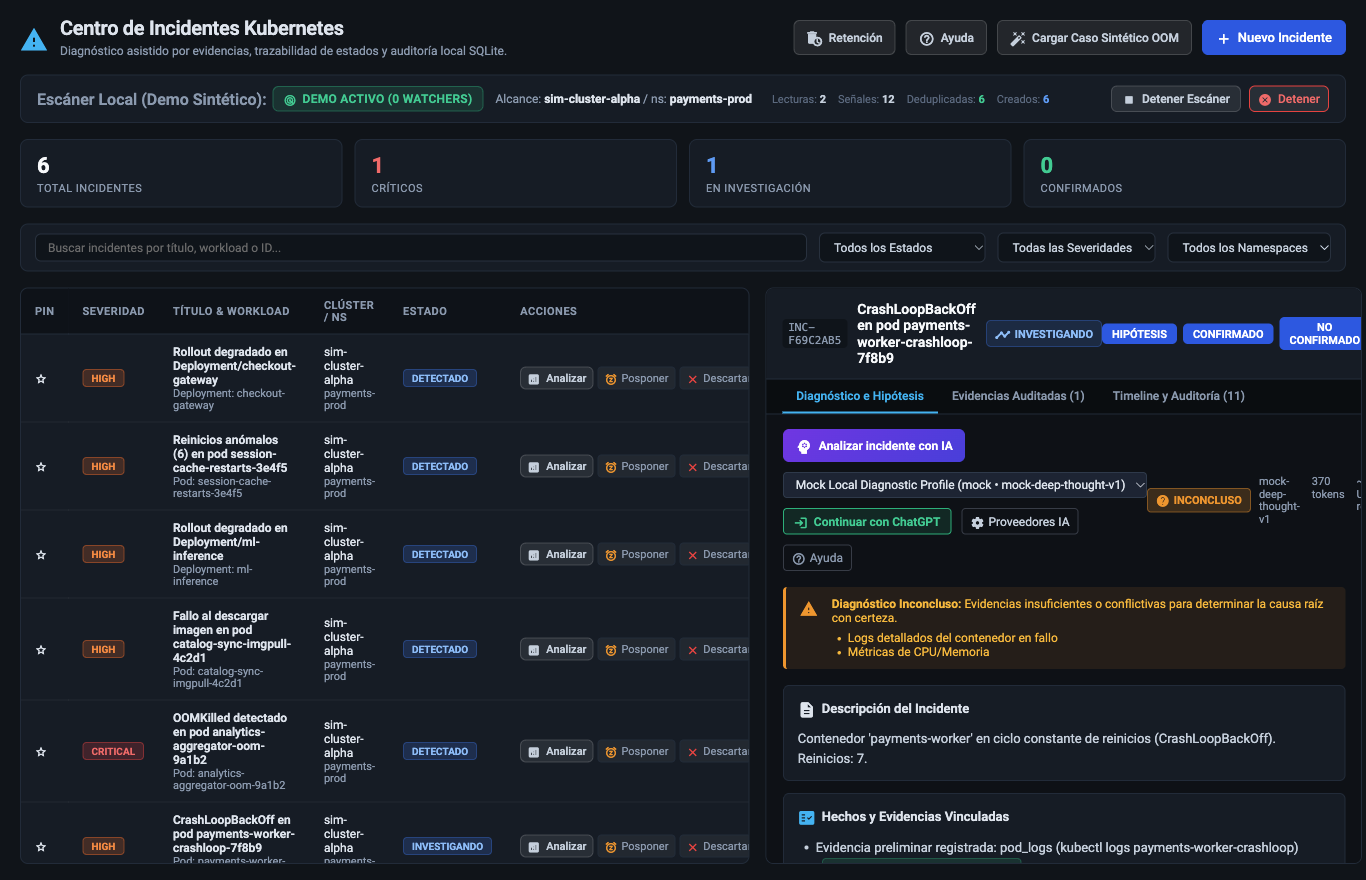 Centro de Incidentes Kubernetes
Diagnóstico asistido por evidencias, trazabilidad de estados y auditoría local SQLite.
Retención
Ayuda
Cargar Caso Sintético OOM
+ Nuevo Incidente
Escáner Local (Demo Sintético):
DEMO ACTIVO (0 WATCHERS)
Alcance: sim-cluster-alpha / ns: payments-prod
Lecturas: 2
Señales: 12
Deduplicadas: 6
Creados: 6
Detener Escáner
Detener
6
TOTAL INCIDENTES
1
CRÍTICOS
1
EN INVESTIGACIÓN
0
CONFIRMADOS
Buscar incidentes por título, workload o ID...
Todos los Estados
Todas las Severidades
Todos los Namespaces
PIN
SEVERIDAD
TÍTULO & WORKLOAD
CLÚSTER
/ NS
ESTADO
ACCIONES
HIGH
Rollout degradado en
Deployment/checkout-
gateway
Deployment: checkout-
gateway
sim-
cluster-
alpha
payments-
prod
DETECTADO
Analizar
Posponer
Descarta
HIGH
Reinicios anómalos
(6) en pod session-
cache-restarts-3e4f5
Pod: session-cache-
restarts-3e4f5
sim-
cluster-
alpha
payments-
prod
DETECTADO
Analizar
Posponer
Descarta
HIGH
Rollout degradado en
Deployment/ml-
inference
Deployment: ml-
inference
sim-
cluster-
alpha
payments-
prod
DETECTADO
Analizar
Posponer
Descarta
HIGH
Fallo al descargar
imagen en pod
catalog-sync-imgpull-
4c2d1
Pod: catalog-sync-
imgpull-4c2d1
sim-
cluster-
alpha
payments-
prod
DETECTADO
Analizar
Posponer
Descarta
CRITICAL
OOMKilled detectado
en pod analytics-
aggregator-oom-
9a1b2
Pod: analytics-
aggregator-oom-9a1b2
sim-
cluster-
alpha
payments-
prod
DETECTADO
Analizar
Posponer
Descarta
HIGH
CrashLoopBackOff en
pod payments-worker-
crashloop-7f8b9
Pod: payments-worker-
sim-
cluster-
alpha
payments-
INVESTIGANDO
Analizar
Posponer
Descarta
INC-
F69C2AB5
CrashLoopBackOff
en pod payments-
worker-crashloop-
7f8b9
INVESTIGANDO
HIPÓTESIS
CONFIRMADO
NO
CONFIRMADO
Diagnóstico e Hipótesis
Evidencias Auditadas (1)
Timeline y Auditoría (11)
Analizar incidente con IA
Mock Local Diagnostic Profile (mock • mock-deep-thought-v1)
Continuar con ChatGPT
Proveedores IA
Ayuda
INCONCLUSO
mock-
deep-
thought-
v1
370
tokens
Diagnóstico Inconcluso: Evidencias insuficientes o conflictivas para determinar la causa raíz
con certeza.
• Logs detallados del contenedor en fallo
• Métricas de CPU/Memoria
Descripción del Incidente
Contenedor 'payments-worker' en ciclo constante de reinicios (CrashLoopBackOff).
Reinicios: 7.
Hechos y Evidencias Vinculadas
• Evidencia preliminar registrada: pod_logs (kubectl logs payments-worker-crashloop)